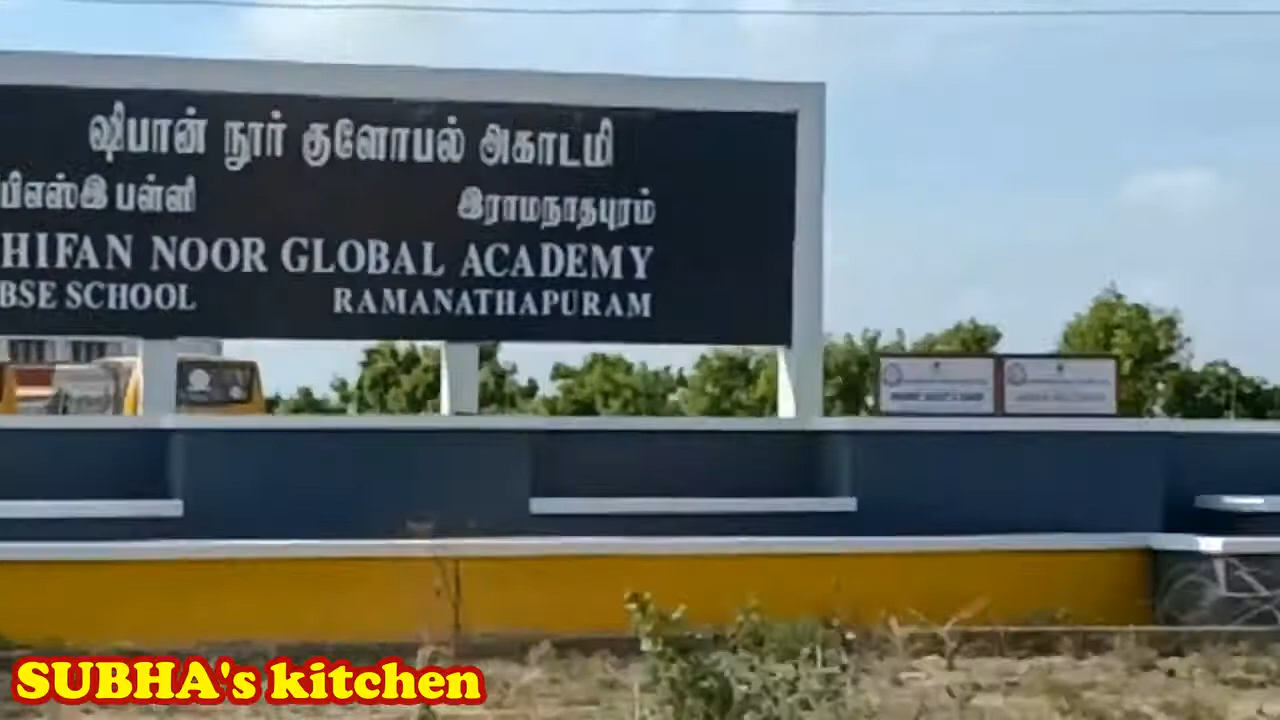 ஷிபான் நூர் குளோபல் அகாடமி
பிஎஸ்இ பள்ளி இராமநாதபுரம்
HIFAN NOOR GLOBAL ACADEMY
BSE SCHOOL RAMANATHAPURAM
SUBHA's kitchen